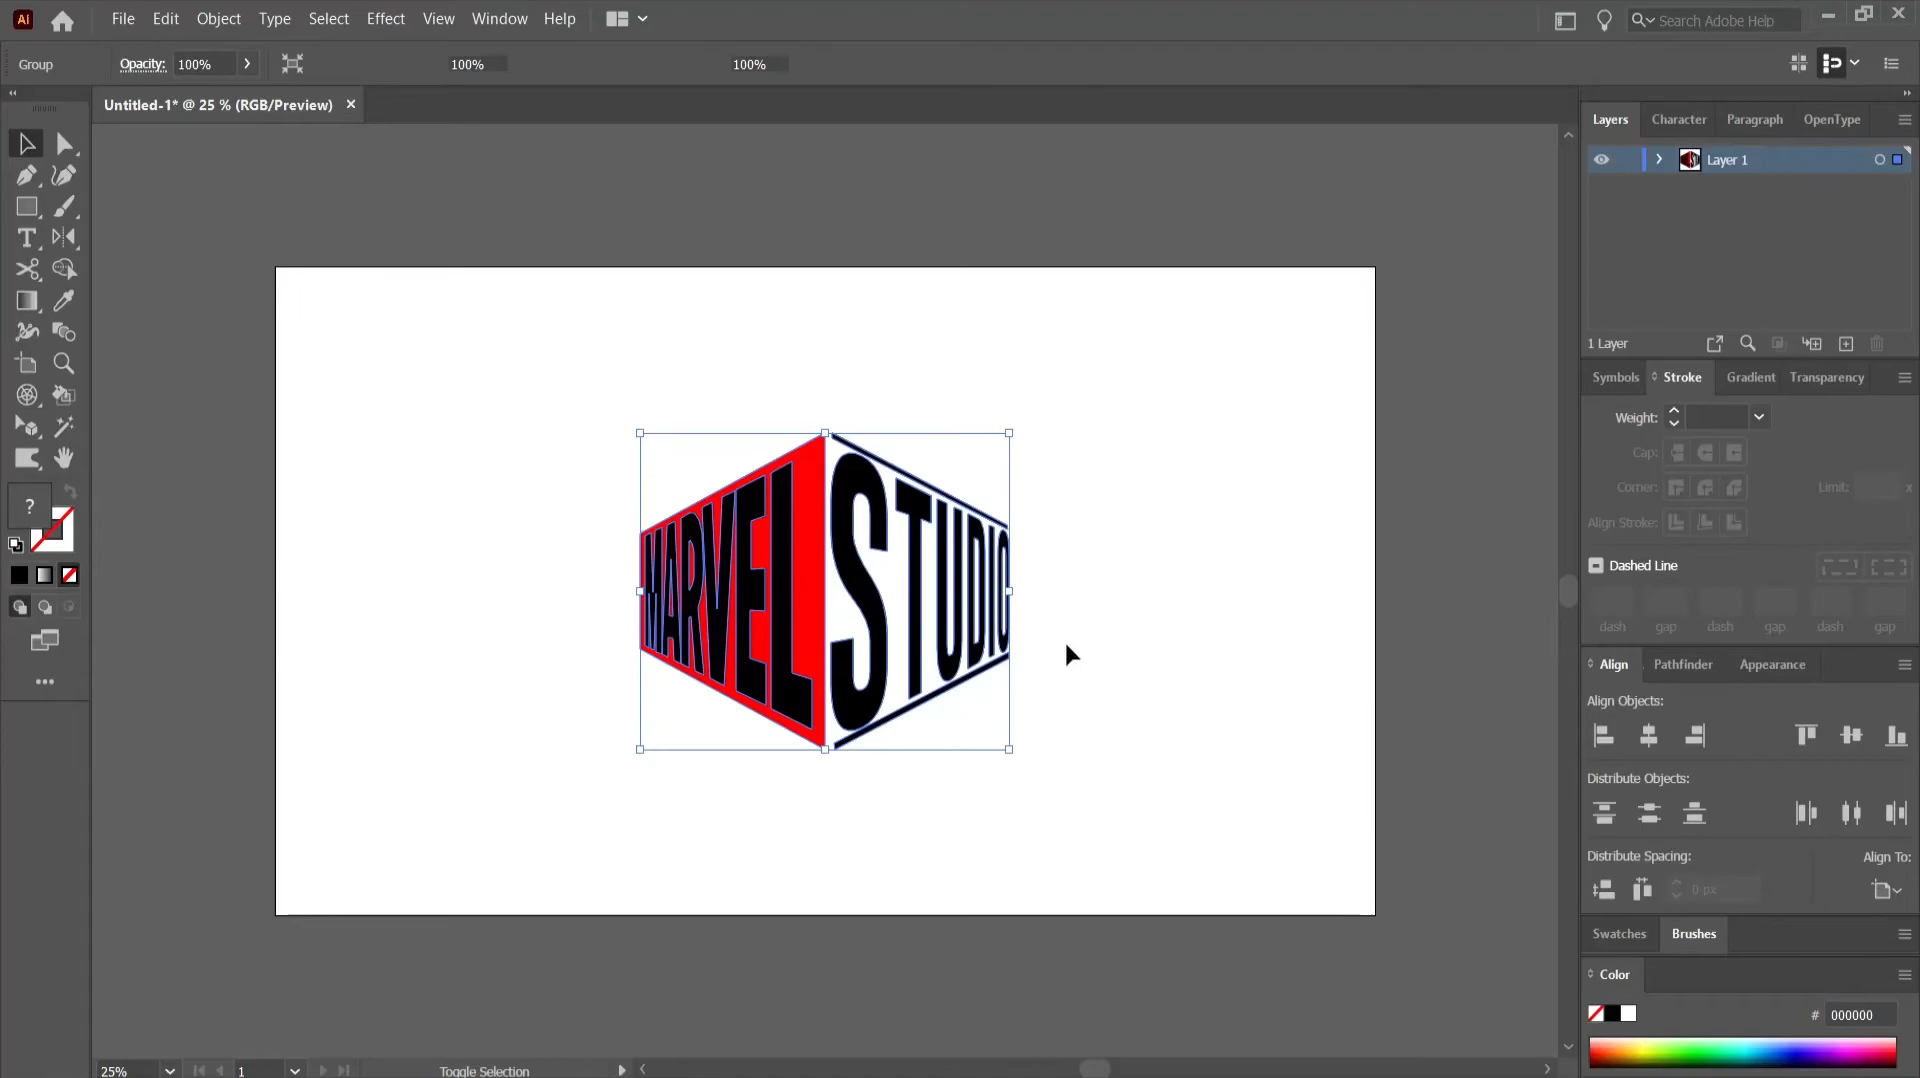 Ai File Edit Object Type Select Effect View Window Help Search Adobe Help
Group Opacity: 100% 100% 100%
Untitled-1* @ 25 % (RGB/Preview) ×
Layers Character Paragraph OpenType
Layer 1
1 Layer
Symbols Stroke Gradient Transparency
Weight:
Cap:
Corner: Limit: x
Align Stroke:
Dashed Line
dash gap dash gap dash gap
Align Pathfinder Appearance
Align Objects:
Distribute Objects:
Distribute Spacing: Align To:
0 px
Swatches Brushes
Color
# 000000
MARVEL STUDIO
?
25% 1 Toggle Selection